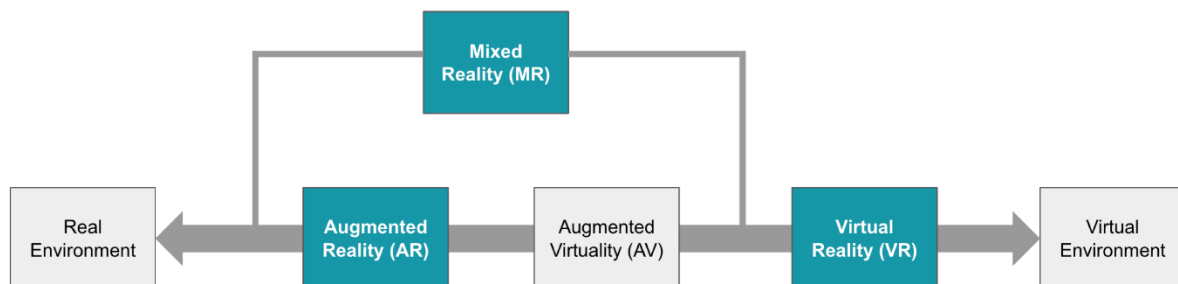 Mixed
Reality (MR)
Real
Environment
Augmented
Reality (AR)
Augmented
Virtuality (AV)
Virtual
Reality (VR)
Virtual
Environment